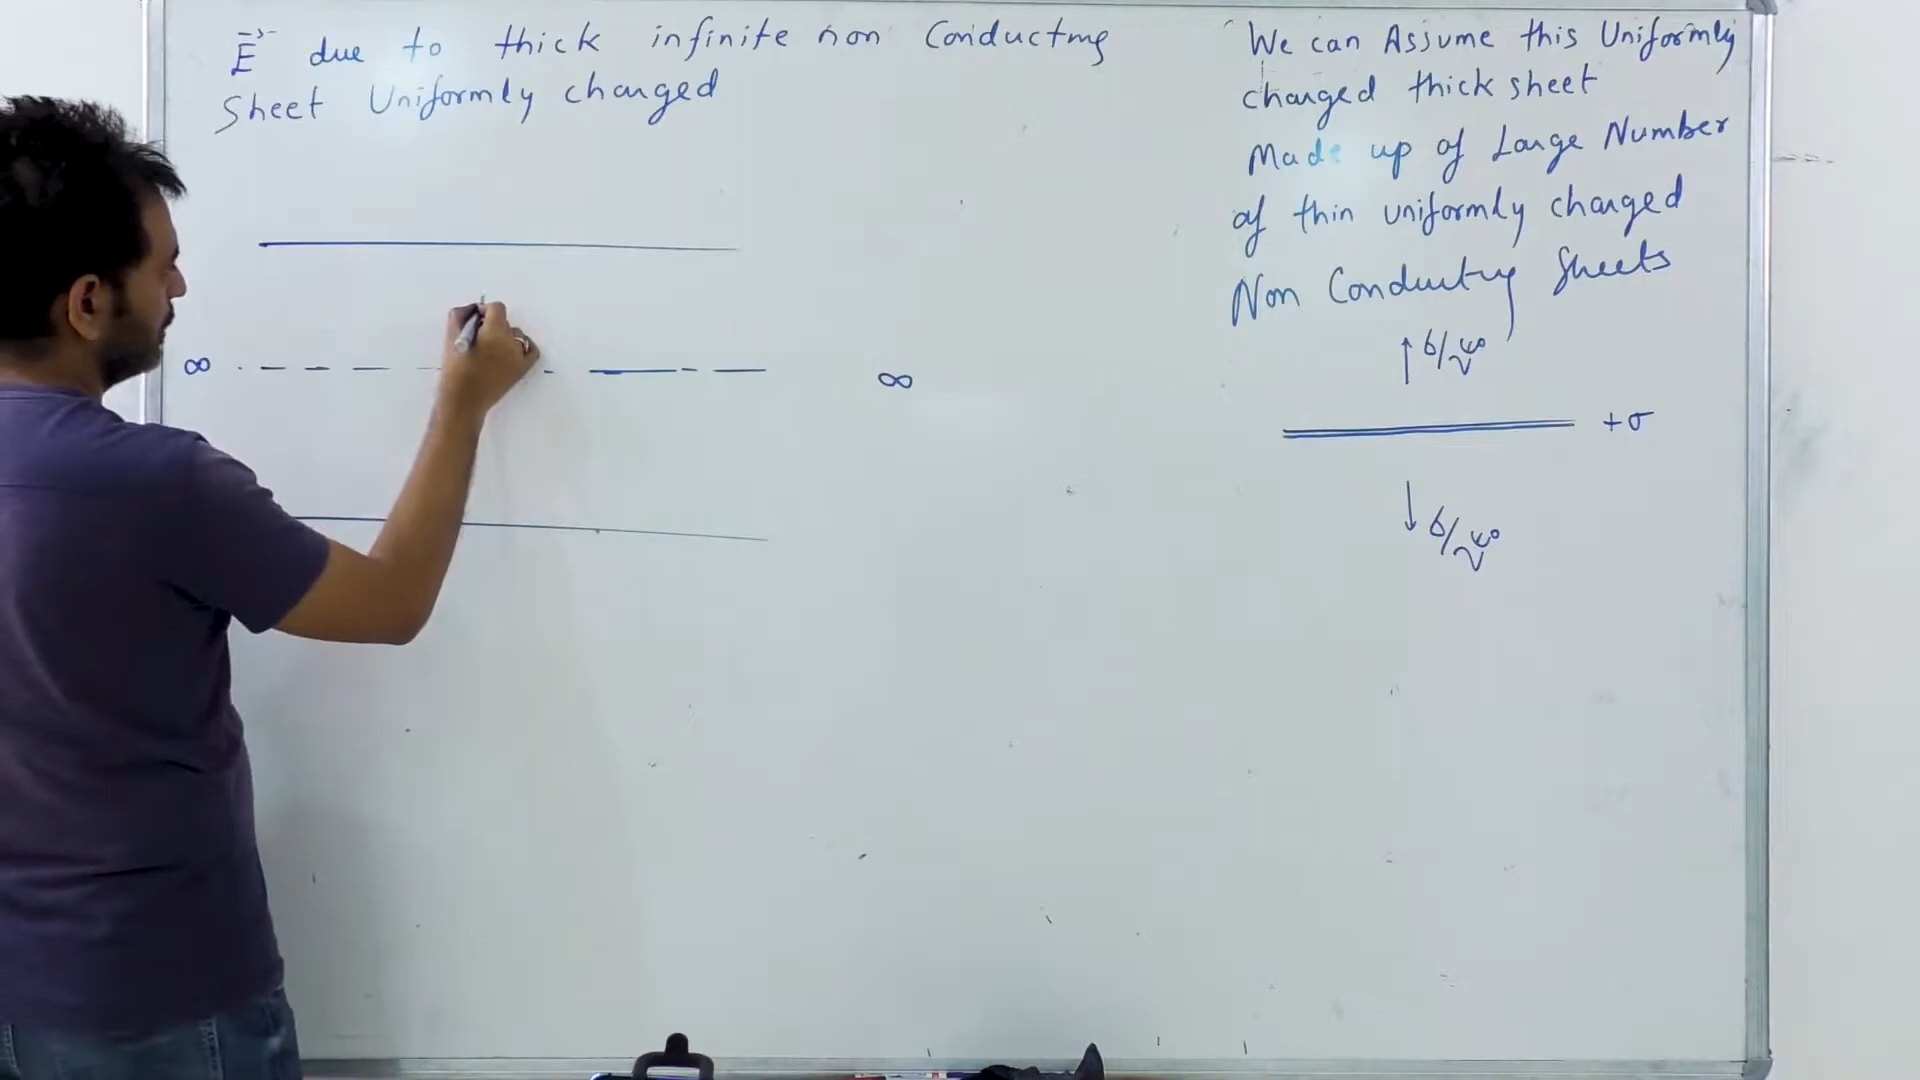 E due to thick infinite non Conducting
Sheet Uniformly charged
∞
∞
We can Assume this Uniformly
charged thick sheet
Made up of Large Number
of thin uniformly charged
Non Conducting Sheets
↑ σ/2ϵ₀
+σ
↓ σ/2ϵ₀